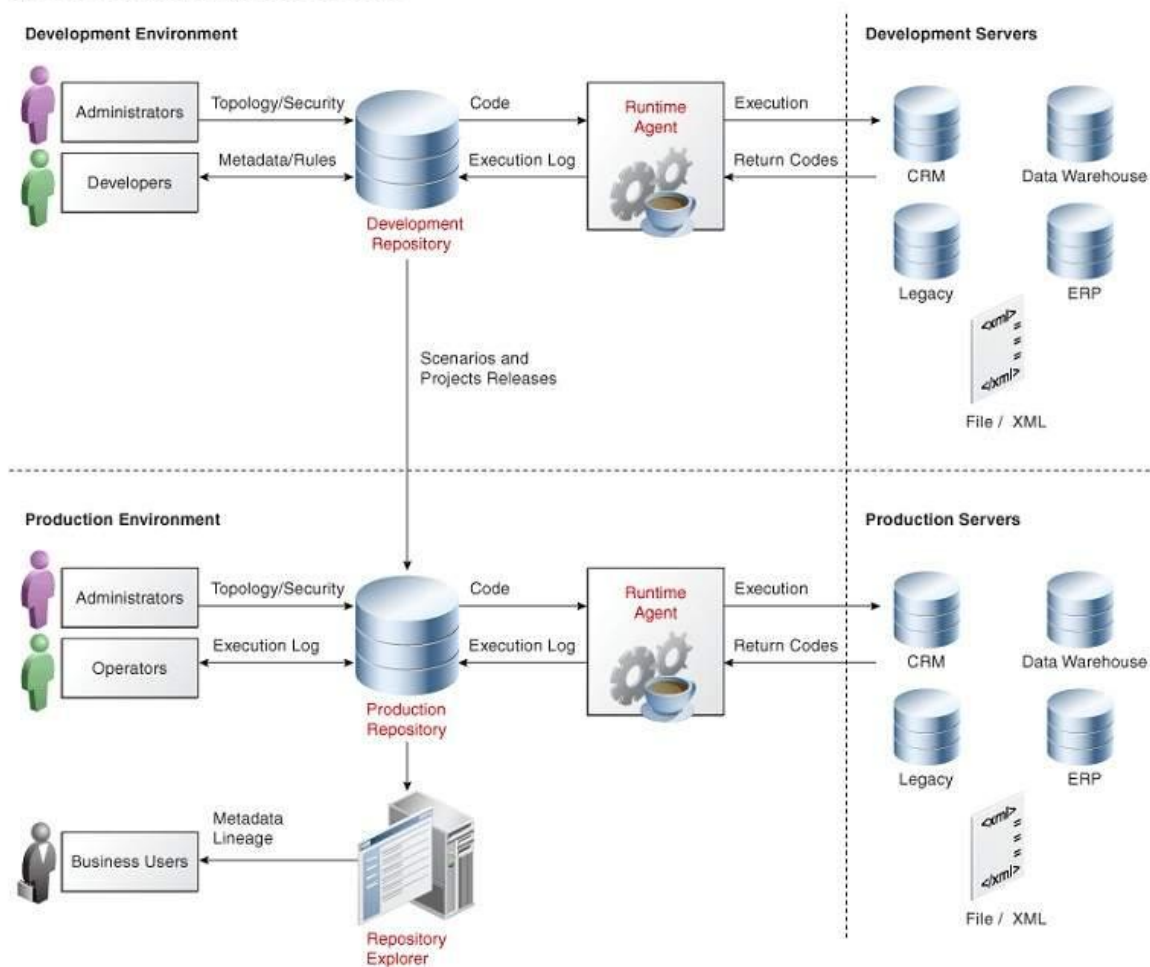 Development Environment
Development Servers
Administrators
Topology/Security
Code
Runtime
Agent
Execution
Developers
Metadata/Rules
Execution Log
Return Codes
CRM
Data Warehouse
Development
Repository
Legacy
ERP
<xml>
=
=
=
</xml>
File / XML
Scenarios and
Projects Releases
Production Environment
Production Servers
Administrators
Topology/Security
Code
Runtime
Agent
Execution
Operators
Execution Log
Execution Log
Return Codes
CRM
Data Warehouse
Production
Repository
Legacy
ERP
<xml>
=
=
=
</xml>
File / XML
Metadata
Lineage
Business Users
Repository
Explorer